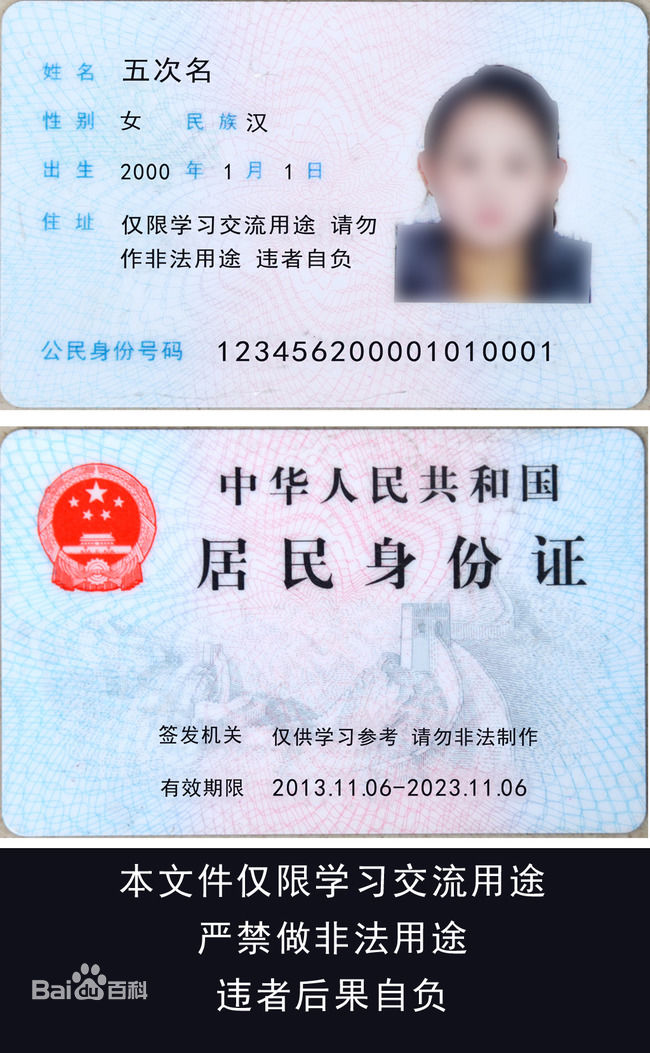 姓名 五次名
性别 女 民族 汉
出生 2000 年 1 月 1 日
住址 仅限学习交流用途 请勿
作非法用途 违者自负
公民身份号码 123456200001010001
中华人民共和国
居民身份证
签发机关 仅供学习参考 请勿非法制作
有效期限 2013.11.06-2023.11.06
本文件仅限学习交流用途
严禁做非法用途
违者后果自负
Bai du 百科